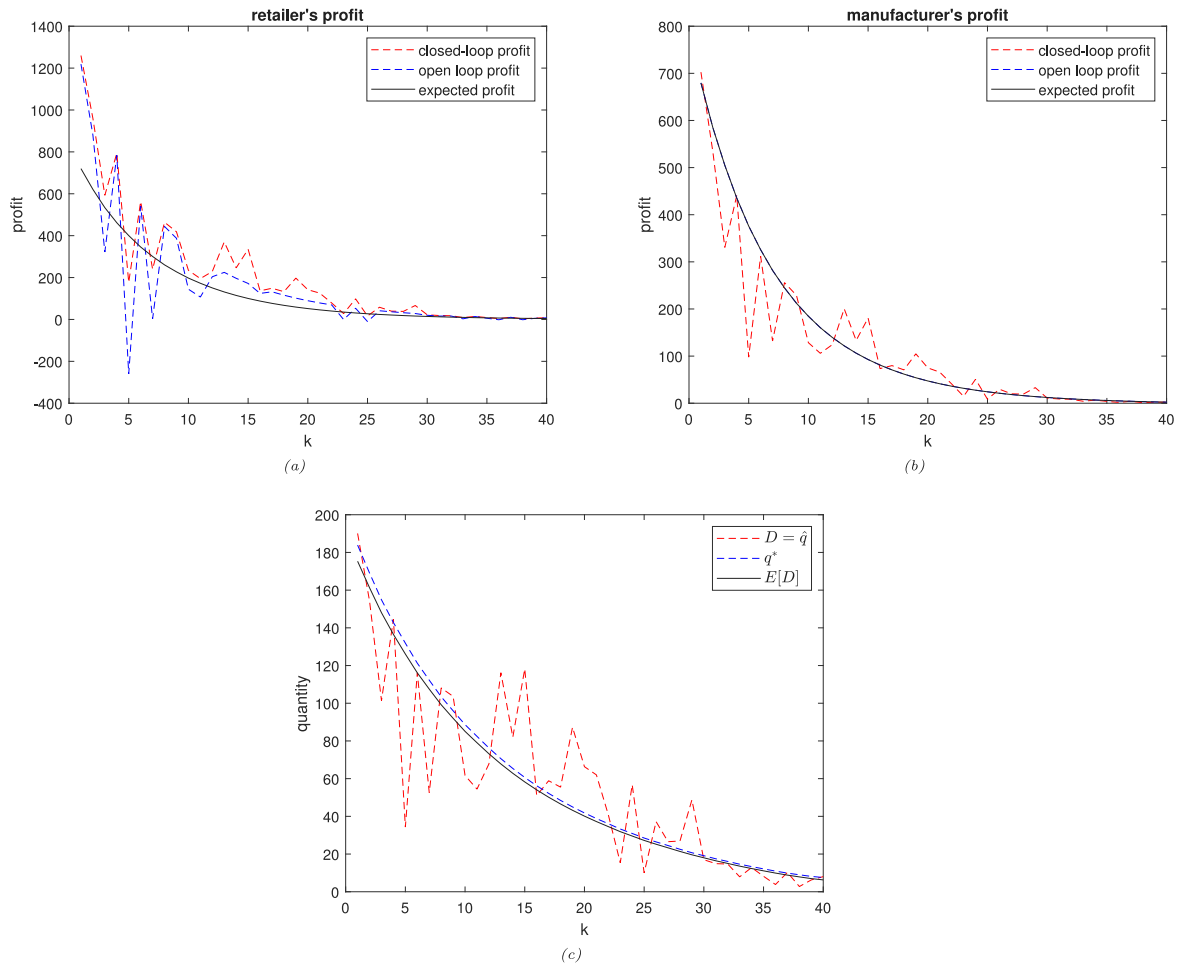 retailer's profit
closed-loop profit
open loop profit
expected profit
1400
1200
1000
800
600
400
200
0
-200
-400
profit
0 5 10 15 20 25 30 35 40
k
(a)
manufacturer's profit
closed-loop profit
open loop profit
expected profit
800
700
600
500
400
300
200
100
0
profit
0 5 10 15 20 25 30 35 40
k
(b)
D = q̂
q*
E[D]
200
180
160
140
120
100
80
60
40
20
0
quantity
0 5 10 15 20 25 30 35 40
k
(c)